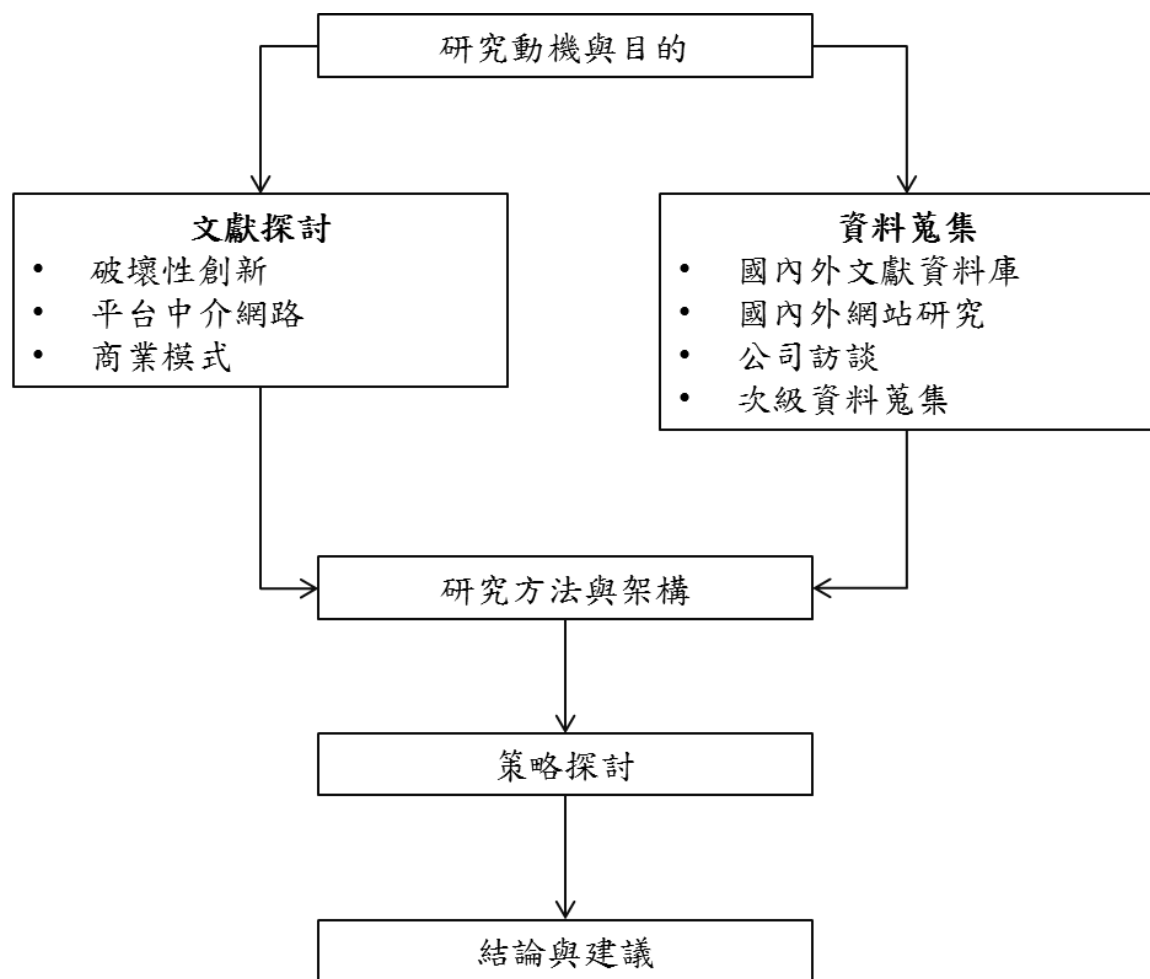 研究動機與目的
文獻探討
• 破壞性創新
• 平台中介網路
• 商業模式
資料蒐集
• 國內外文獻資料庫
• 國內外網站研究
• 公司訪談
• 次級資料蒐集
研究方法與架構
策略探討
結論與建議